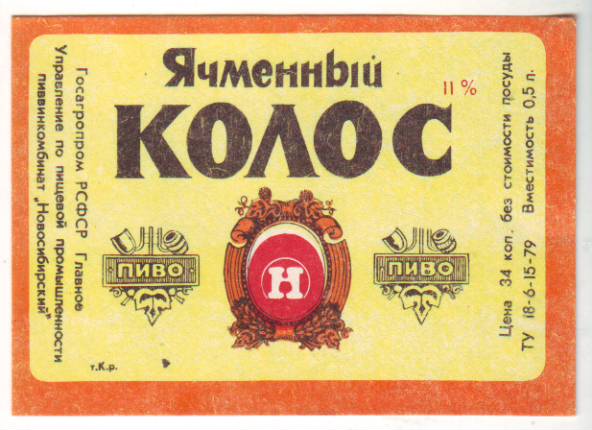 Ячменный
КОЛОС
11 %
Госагропром РСФСР Главное
Управление по пищевой промышленности
пиввинкомбинат „Новосибирский"
ПИВО
Н
ПИВО
Цена 34 коп. без стоимости посуды
ТУ 18-6-15-79 Вместимость 0,5 л.
т.К.р.